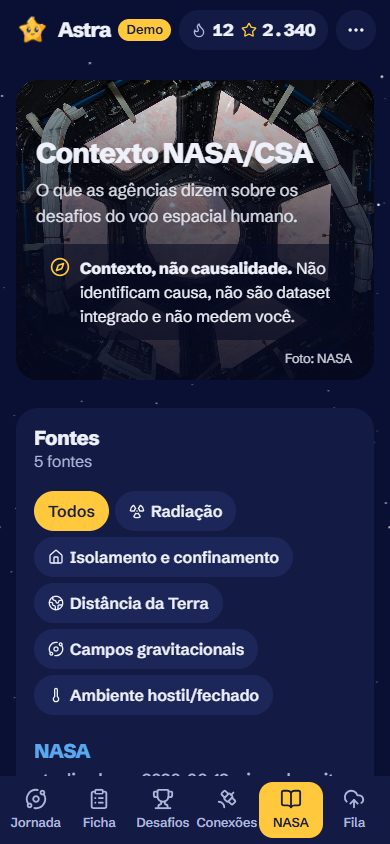 Astra Demo 12 2.340
Contexto NASA/CSA
O que as agências dizem sobre os
desafios do voo espacial humano.
Contexto, não causalidade. Não
identificam causa, não são dataset
integrado e não medem você.
Foto: NASA
Fontes
5 fontes
Todos Radiação
Isolamento e confinamento
Distância da Terra
Campos gravitacionais
Ambiente hostil/fechado
NASA
Jornada Ficha Desafios Conexões NASA Fila